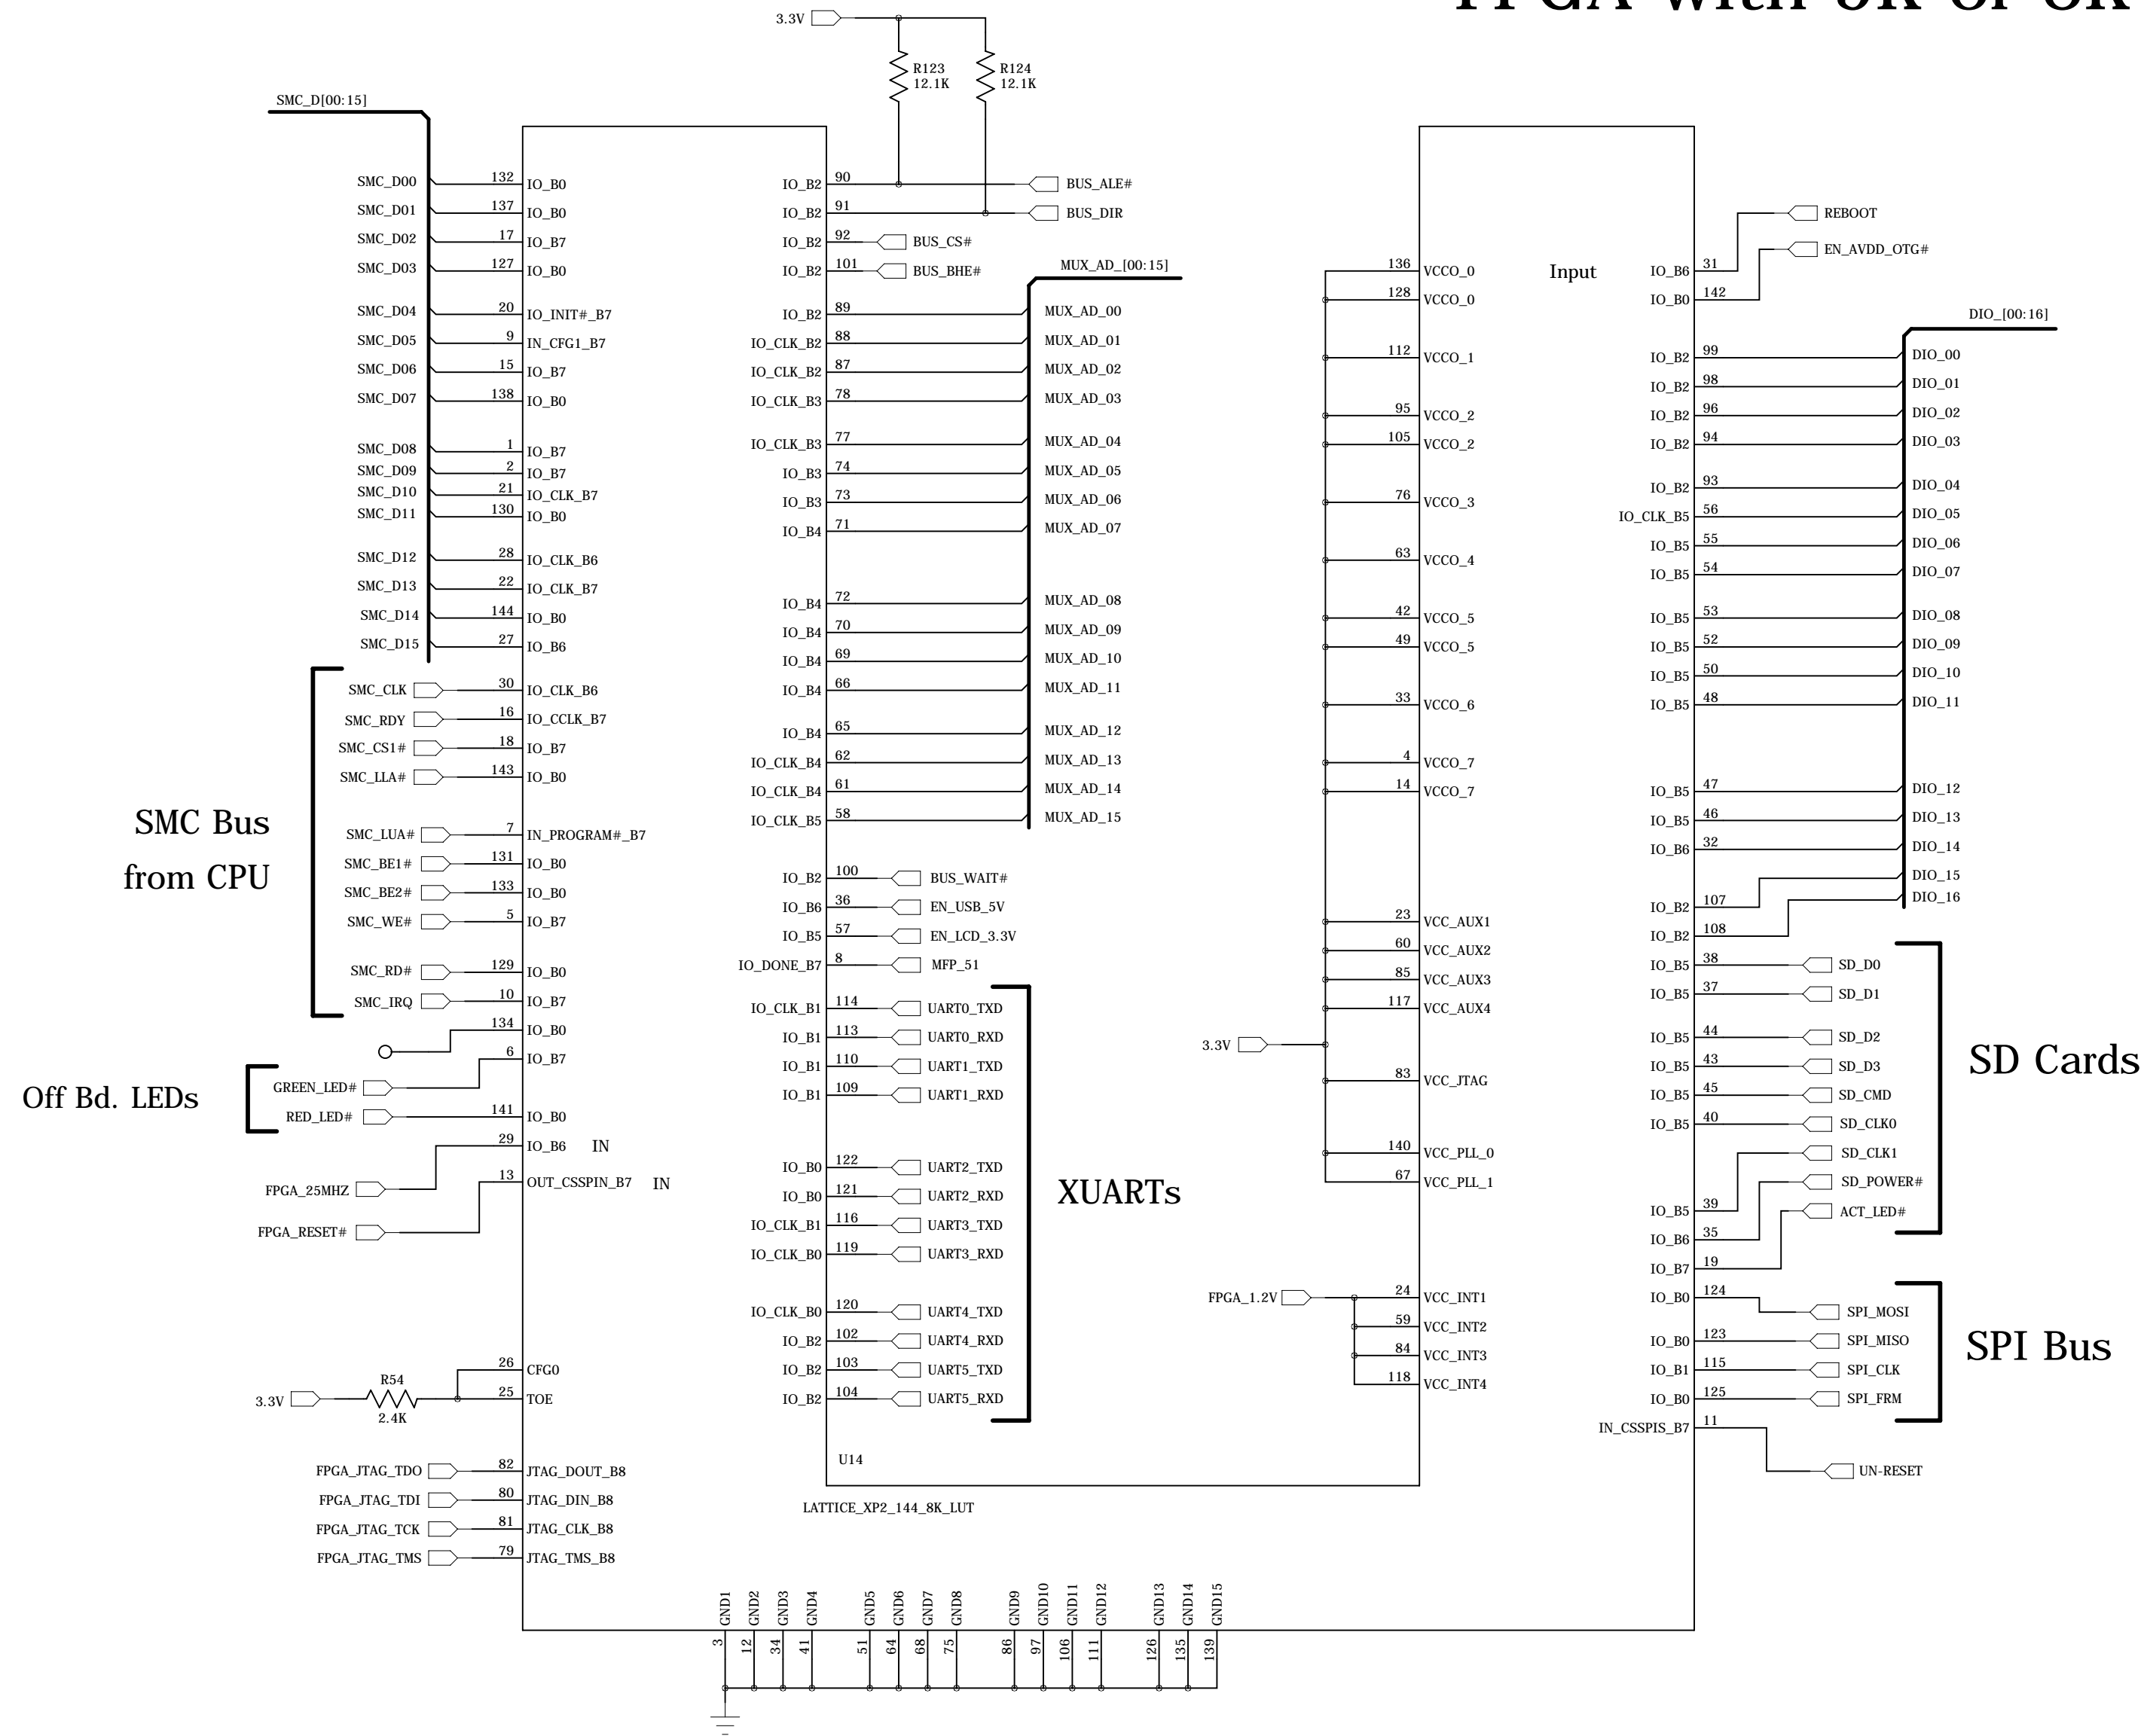 FPGA with 5K or 8K
3.3V
R123
12.1K
R124
12.1K
SMC_D[00:15]
SMC_D00 132 IO_B0
SMC_D01 137 IO_B0
SMC_D02 17 IO_B7
SMC_D03 127 IO_B0
SMC_D04 20 IO_INIT#_B7
SMC_D05 9 IN_CFG1_B7
SMC_D06 15 IO_B7
SMC_D07 138 IO_B0
SMC_D08 1 IO_B7
SMC_D09 2 IO_B7
SMC_D10 21 IO_CLK_B7
SMC_D11 130 IO_B0
SMC_D12 28 IO_CLK_B6
SMC_D13 22 IO_CLK_B7
SMC_D14 144 IO_B0
SMC_D15 27 IO_B6
SMC Bus
from CPU
SMC_CLK 30 IO_CLK_B6
SMC_RDY 16 IO_CCLK_B7
SMC_CS1# 18 IO_B7
SMC_LLA# 143 IO_B0
SMC_LUA# 7 IN_PROGRAM#_B7
SMC_BE1# 131 IO_B0
SMC_BE2# 133 IO_B0
SMC_WE# 5 IO_B7
SMC_RD# 129 IO_B0
SMC_IRQ 10 IO_B7
134 IO_B0
Off Bd. LEDs
GREEN_LED# 6 IO_B7
RED_LED# 141 IO_B0
FPGA_25MHZ 29 IO_B6 IN
FPGA_RESET# 13 OUT_CSSPIN_B7 IN
26 CFG0
3.3V R54 25 TOE
2.4K
FPGA_JTAG_TDO 82 JTAG_DOUT_B8
FPGA_JTAG_TDI 80 JTAG_DIN_B8
FPGA_JTAG_TCK 81 JTAG_CLK_B8
FPGA_JTAG_TMS 79 JTAG_TMS_B8
IO_B2 90 BUS_ALE#
IO_B2 91 BUS_DIR
IO_B2 92 BUS_CS#
IO_B2 101 BUS_BHE#
MUX_AD_[00:15]
IO_B2 89 MUX_AD_00
IO_CLK_B2 88 MUX_AD_01
IO_CLK_B2 87 MUX_AD_02
IO_CLK_B3 78 MUX_AD_03
IO_CLK_B3 77 MUX_AD_04
IO_B3 74 MUX_AD_05
IO_B3 73 MUX_AD_06
IO_B4 71 MUX_AD_07
IO_B4 72 MUX_AD_08
IO_B4 70 MUX_AD_09
IO_B4 69 MUX_AD_10
IO_B4 66 MUX_AD_11
IO_B4 65 MUX_AD_12
IO_CLK_B4 62 MUX_AD_13
IO_CLK_B4 61 MUX_AD_14
IO_CLK_B5 58 MUX_AD_15
IO_B2 100 BUS_WAIT#
IO_B6 36 EN_USB_5V
IO_B5 57 EN_LCD_3.3V
IO_DONE_B7 8 MFP_51
IO_CLK_B1 114 UART0_TXD
IO_B1 113 UART0_RXD
IO_B1 110 UART1_TXD
IO_B1 109 UART1_RXD
IO_B0 122 UART2_TXD
IO_B0 121 UART2_RXD
IO_CLK_B1 116 UART3_TXD
IO_CLK_B0 119 UART3_RXD
IO_CLK_B0 120 UART4_TXD
IO_B2 102 UART4_RXD
IO_B2 103 UART5_TXD
IO_B2 104 UART5_RXD
XUARTs
U14
LATTICE_XP2_144_8K_LUT
136 VCCO_0
128 VCCO_0
112 VCCO_1
95 VCCO_2
105 VCCO_2
76 VCCO_3
63 VCCO_4
42 VCCO_5
49 VCCO_5
33 VCCO_6
4 VCCO_7
14 VCCO_7
23 VCC_AUX1
60 VCC_AUX2
85 VCC_AUX3
117 VCC_AUX4
3.3V
83 VCC_JTAG
140 VCC_PLL_0
67 VCC_PLL_1
FPGA_1.2V 24 VCC_INT1
59 VCC_INT2
84 VCC_INT3
118 VCC_INT4
Input
IO_B6 31 REBOOT
IO_B0 142 EN_AVDD_OTG#
DIO_[00:16]
IO_B2 99 DIO_00
IO_B2 98 DIO_01
IO_B2 96 DIO_02
IO_B2 94 DIO_03
IO_B2 93 DIO_04
IO_CLK_B5 56 DIO_05
IO_B5 55 DIO_06
IO_B5 54 DIO_07
IO_B5 53 DIO_08
IO_B5 52 DIO_09
IO_B5 50 DIO_10
IO_B5 48 DIO_11
IO_B5 47 DIO_12
IO_B5 46 DIO_13
IO_B6 32 DIO_14
IO_B2 107 DIO_15
IO_B2 108 DIO_16
IO_B5 38 SD_D0
IO_B5 37 SD_D1
IO_B5 44 SD_D2
IO_B5 43 SD_D3
IO_B5 45 SD_CMD
IO_B5 40 SD_CLK0
IO_B5 39 SD_CLK1
IO_B6 35 SD_POWER#
IO_B7 19 ACT_LED#
SD Cards
IO_B0 124 SPI_MOSI
IO_B0 123 SPI_MISO
IO_B1 115 SPI_CLK
IO_B0 125 SPI_FRM
SPI Bus
IN_CSSPIS_B7 11 UN-RESET
GND1 GND2 GND3 GND4 GND5 GND6 GND7 GND8 GND9 GND10 GND11 GND12 GND13 GND14 GND15
3 12 34 41 51 64 68 75 86 97 106 111 126 135 139